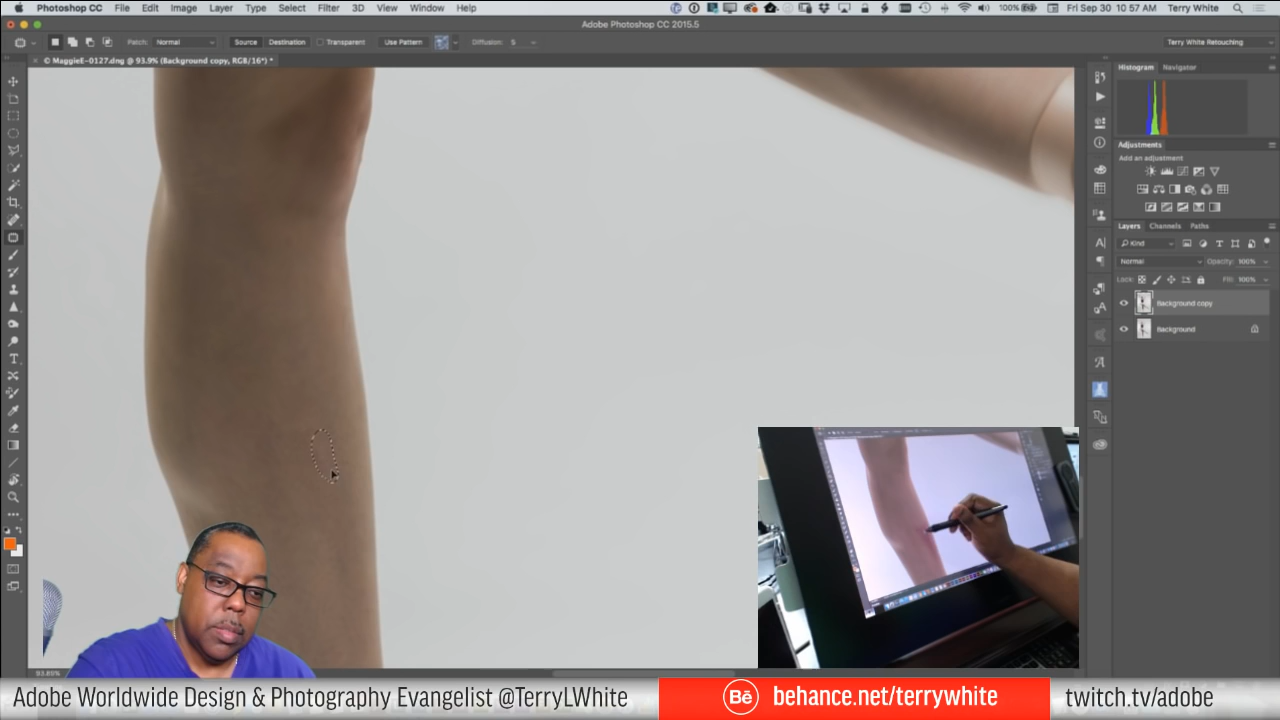 Photoshop CC File Edit Image Layer Type Select Filter 3D View Window Help 100% Fri Sep 30 10:57 AM Terry White
Adobe Photoshop CC 2015.5
Patch: Normal Source Destination Transparent Use Pattern Diffusion: 5 Terry White Retouching
© MaggieE-0127.dng @ 93.9% (Background copy, RGB/16*) *
Histogram Navigator
Adjustments
Add an adjustment
Layers Channels Paths
Kind
Normal Opacity: 100%
Lock: Fill: 100%
Background copy
Background
93.89%
Adobe Worldwide Design & Photography Evangelist @TerryLWhite
Bē behance.net/terrywhite
twitch.tv/adobe